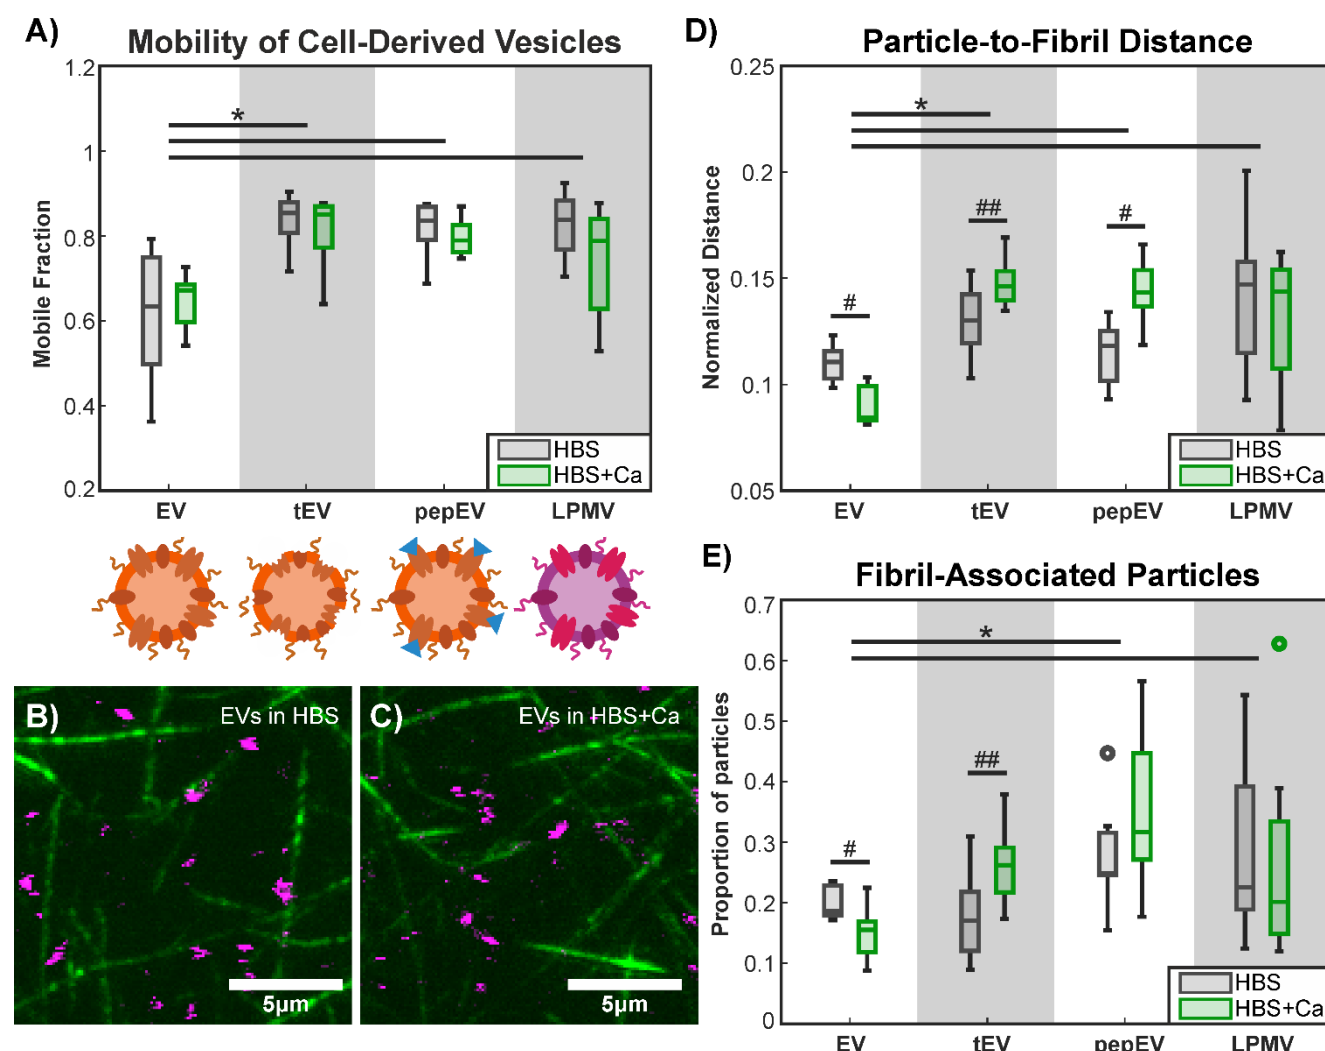 A)
Mobility of Cell-Derived Vesicles
1.2
1
0.8
0.6
0.4
0.2
Mobile Fraction
*
HBS
HBS+Ca
EV tEV pepEV LPMV
B)
EVs in HBS
5µm
C)
EVs in HBS+Ca
5µm
D)
Particle-to-Fibril Distance
0.25
0.2
0.15
0.1
0.05
Normalized Distance
*
#
##
#
HBS
HBS+Ca
EV tEV pepEV LPMV
E)
Fibril-Associated Particles
0.7
0.6
0.5
0.4
0.3
0.2
0.1
0
Proportion of particles
*
#
##
HBS
HBS+Ca
EV tEV pepEV LPMV